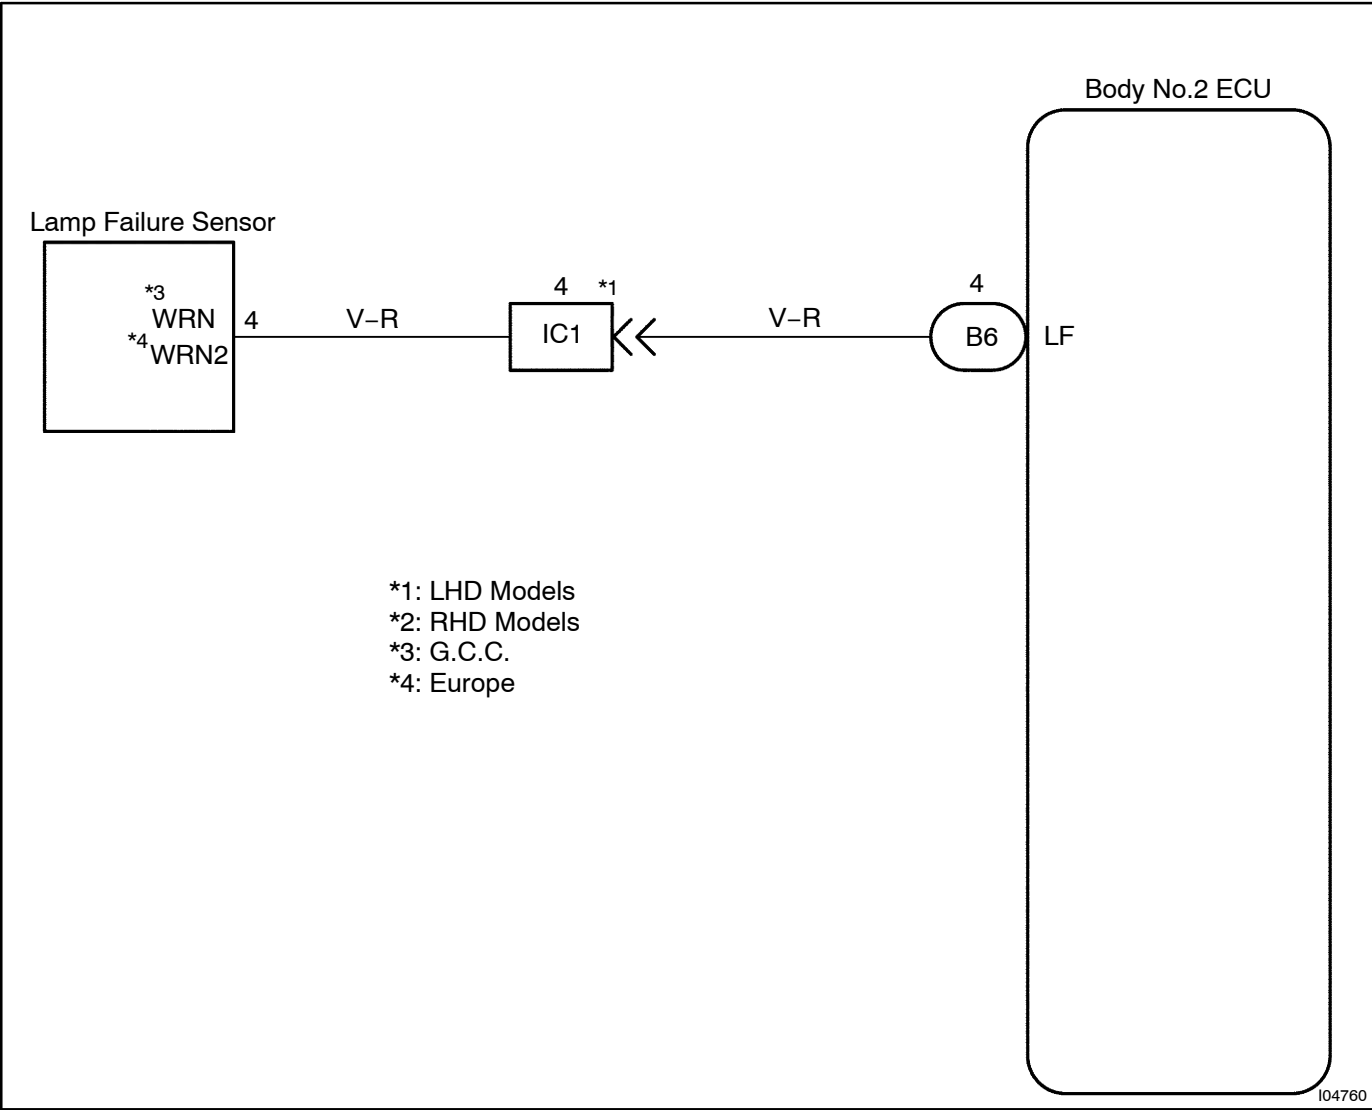 Body No.2 ECU
Lamp Failure Sensor
*3
WRN
*4 WRN2
4
V–R
4 *1
IC1
V–R
4
B6
LF
*1: LHD Models
*2: RHD Models
*3: G.C.C.
*4: Europe
I04760